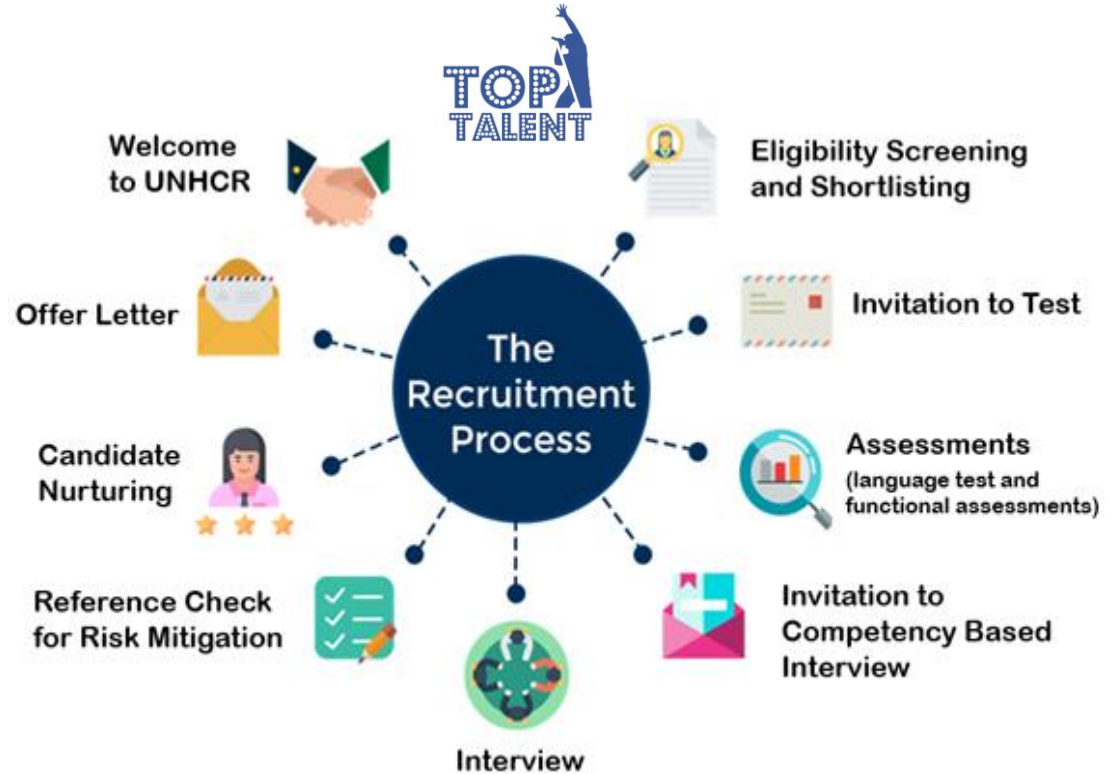 TOP
TALENT
Eligibility Screening
and Shortlisting
Invitation to Test
Assessments
(language test and
functional assessments)
Invitation to
Competency Based
Interview
Interview
Reference Check
for Risk Mitigation
Candidate
Nurturing
Offer Letter
Welcome
to UNHCR
The
Recruitment
Process